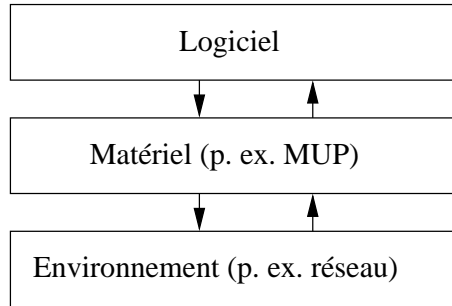 Logiciel
Matériel (p. ex. MUP)
Environnement (p. ex. réseau)